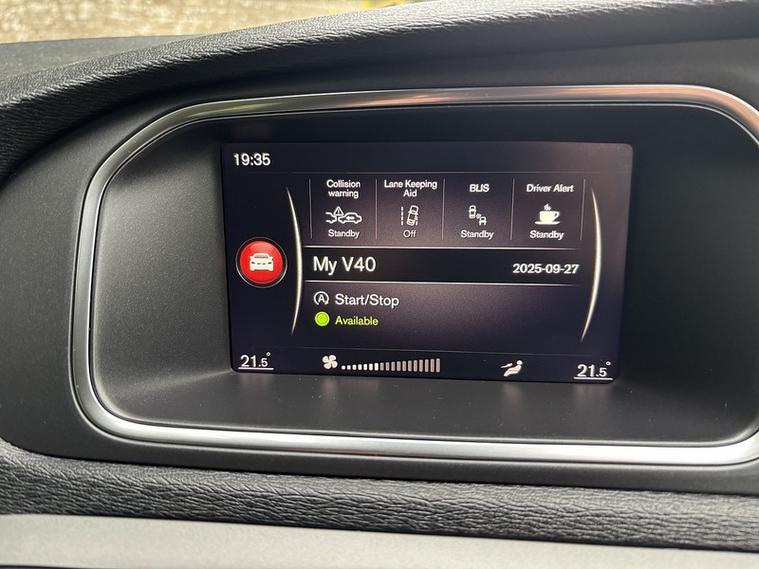 19:35
Collision warning
Lane Keeping Aid
BLIS
Driver Alert
Standby
Off
Standby
Standby
My V40
2025-09-27
A Start/Stop
Available
21.5°
21.5°